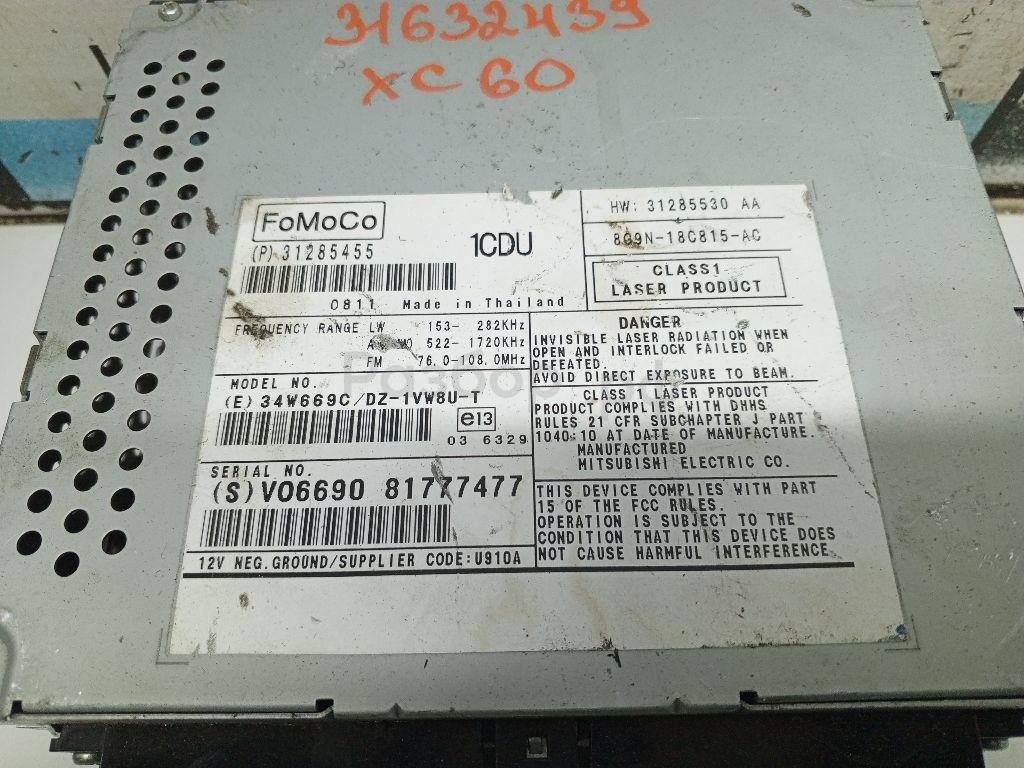 31632439
XC60
FoMoCo
(P) 31285455
1CDU
HW: 31285530 AA
8G9N-18C815-AC
CLASS1
LASER PRODUCT
0811 Made in Thailand
FREQUENCY RANGE LW 153- 282KHz
522- 1720KHz
FM 76.0-108.0MHz
DANGER
INVISIBLE LASER RADIATION WHEN
OPEN AND INTERLOCK FAILED OR
DEFEATED.
AVOID DIRECT EXPOSURE TO BEAM.
MODEL NO.
(E) 34W669C/DZ-1VW8U-T
e13
03 6329
CLASS 1 LASER PRODUCT
PRODUCT COMPLIES WITH DHHS
RULES 21 CFR SUBCHAPTER J PART
1040:10 AT DATE OF MANUFACTURE.
MANUFACTURED
MITSUBISHI ELECTRIC CO.
SERIAL NO.
(S) V06690 81777477
THIS DEVICE COMPLIES WITH PART
15 OF THE FCC RULES.
OPERATION IS SUBJECT TO THE
CONDITION THAT THIS DEVICE DOES
NOT CAUSE HARMFUL INTERFERENCE
12V NEG.GROUND/SUPPLIER CODE:U910A